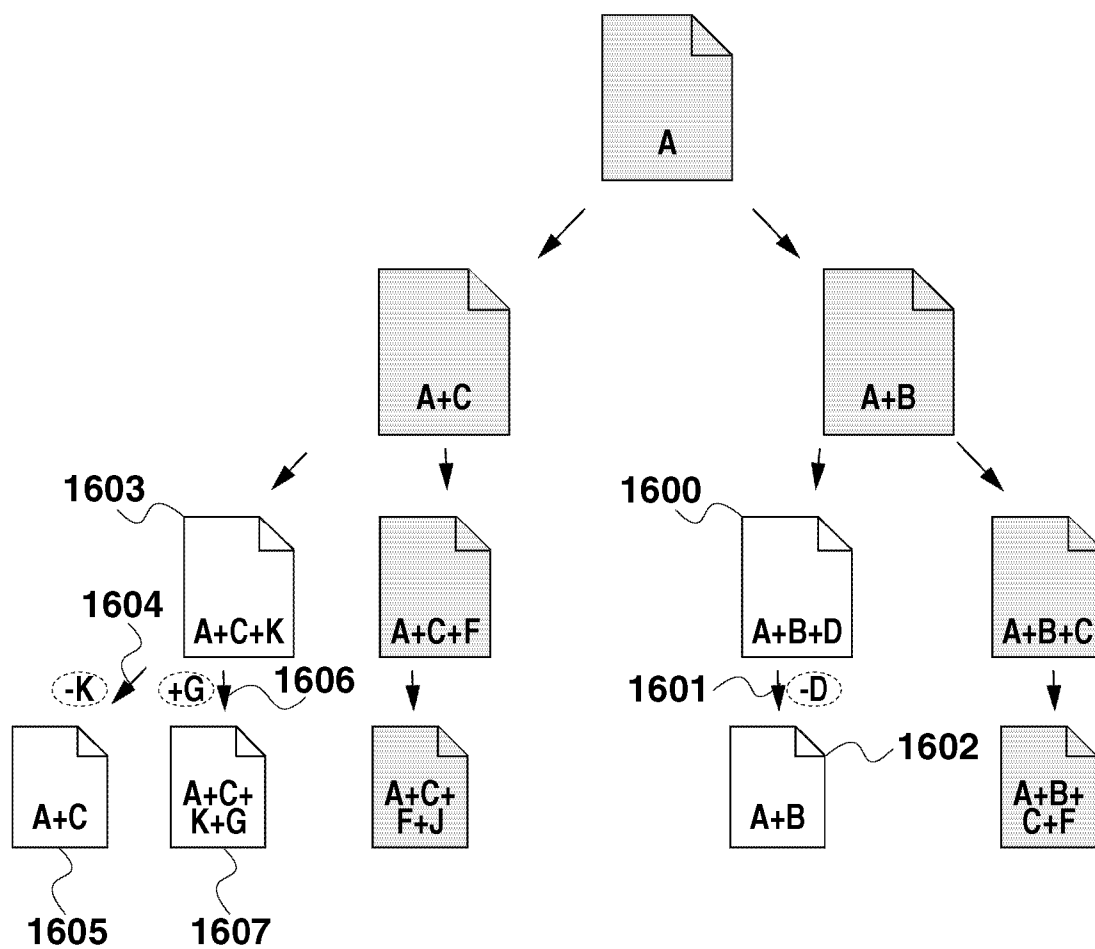 A
A+C
A+B
1603
1600
A+C+K
A+C+F
A+B+D
A+B+C
1604
-K
+G
1606
1601
-D
1602
A+C
A+C+
K+G
A+C+
F+J
A+B
A+B+
C+F
1605
1607